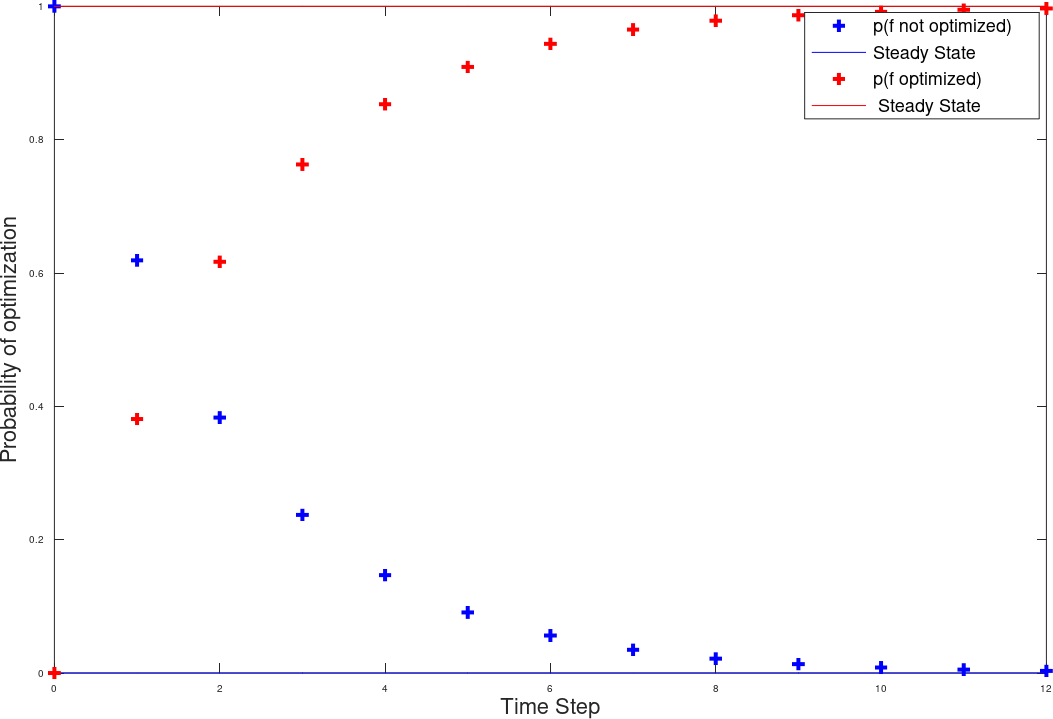 1
0.8
0.6
0.4
0.2
0
0 2 4 6 8 10 12
Probability of optimization
Time Step
p(f not optimized)
Steady State
p(f optimized)
Steady State